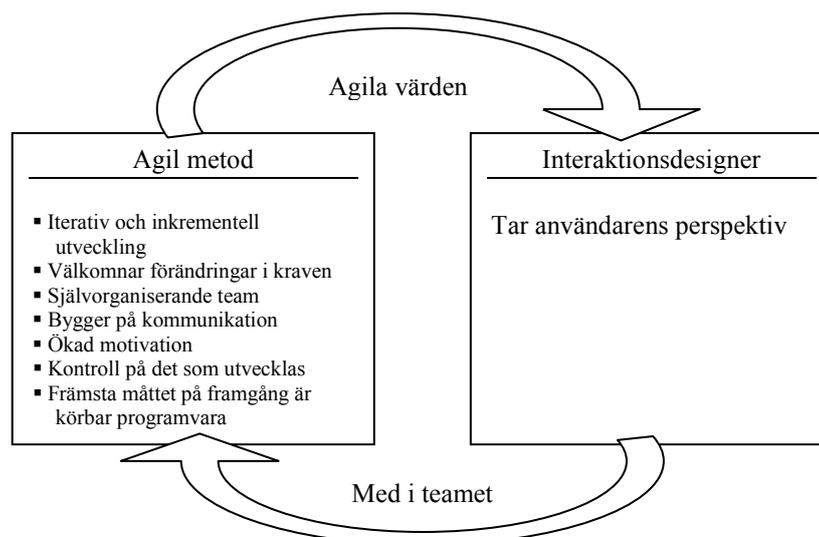 Agila värden
Agil metod
▪ Iterativ och inkrementell
utveckling
▪ Välkomnar förändringar i kraven
▪ Självorganiserande team
▪ Bygger på kommunikation
▪ Ökad motivation
▪ Kontroll på det som utvecklas
▪ Främsta måttet på framgång är
körbar programvara
Interaktionsdesigner
Tar användarens perspektiv
Med i teamet